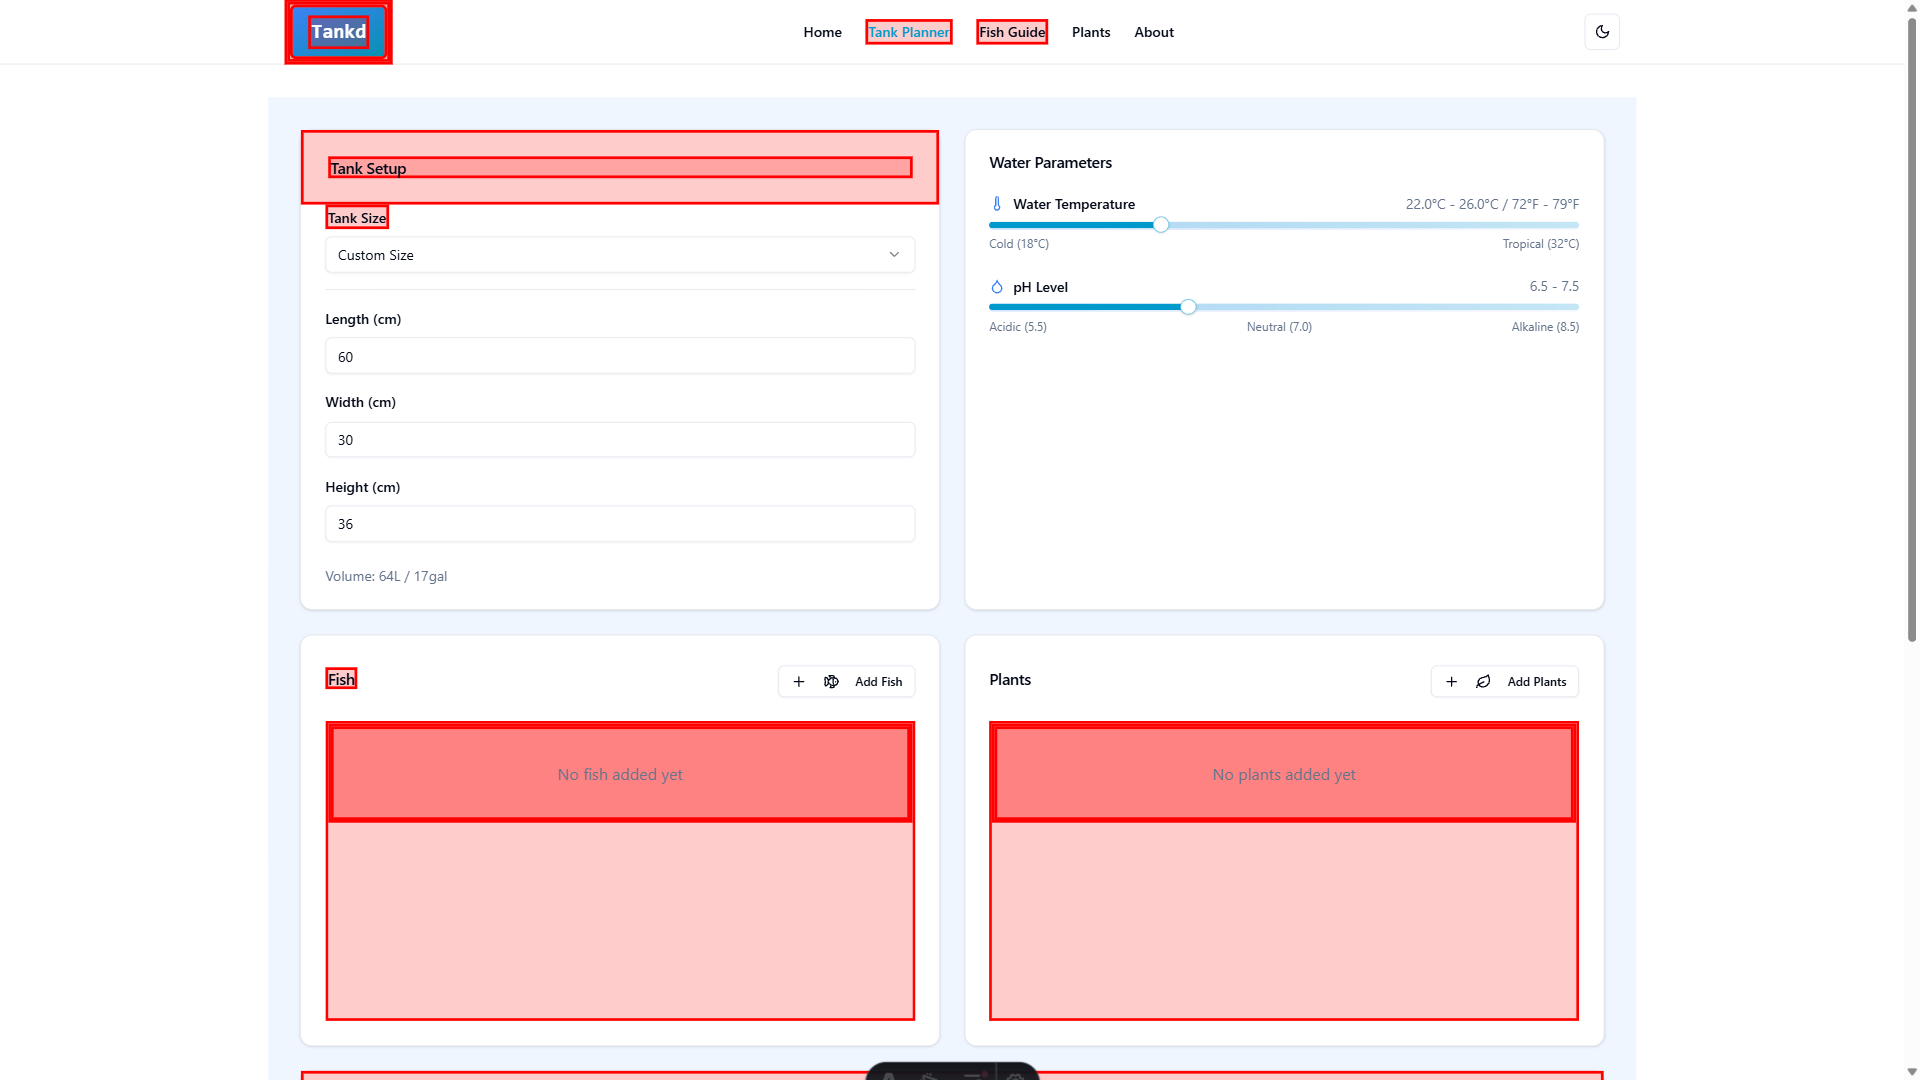 Tankd
Home
Tank Planner
Fish Guide
Plants
About
Tank Setup
Tank Size
Custom Size
Length (cm)
60
Width (cm)
30
Height (cm)
36
Volume: 64L / 17gal
Water Parameters
Water Temperature
22.0°C - 26.0°C / 72°F - 79°F
Cold (18°C)
Tropical (32°C)
pH Level
6.5 - 7.5
Acidic (5.5)
Neutral (7.0)
Alkaline (8.5)
Fish
Add Fish
No fish added yet
Plants
Add Plants
No plants added yet